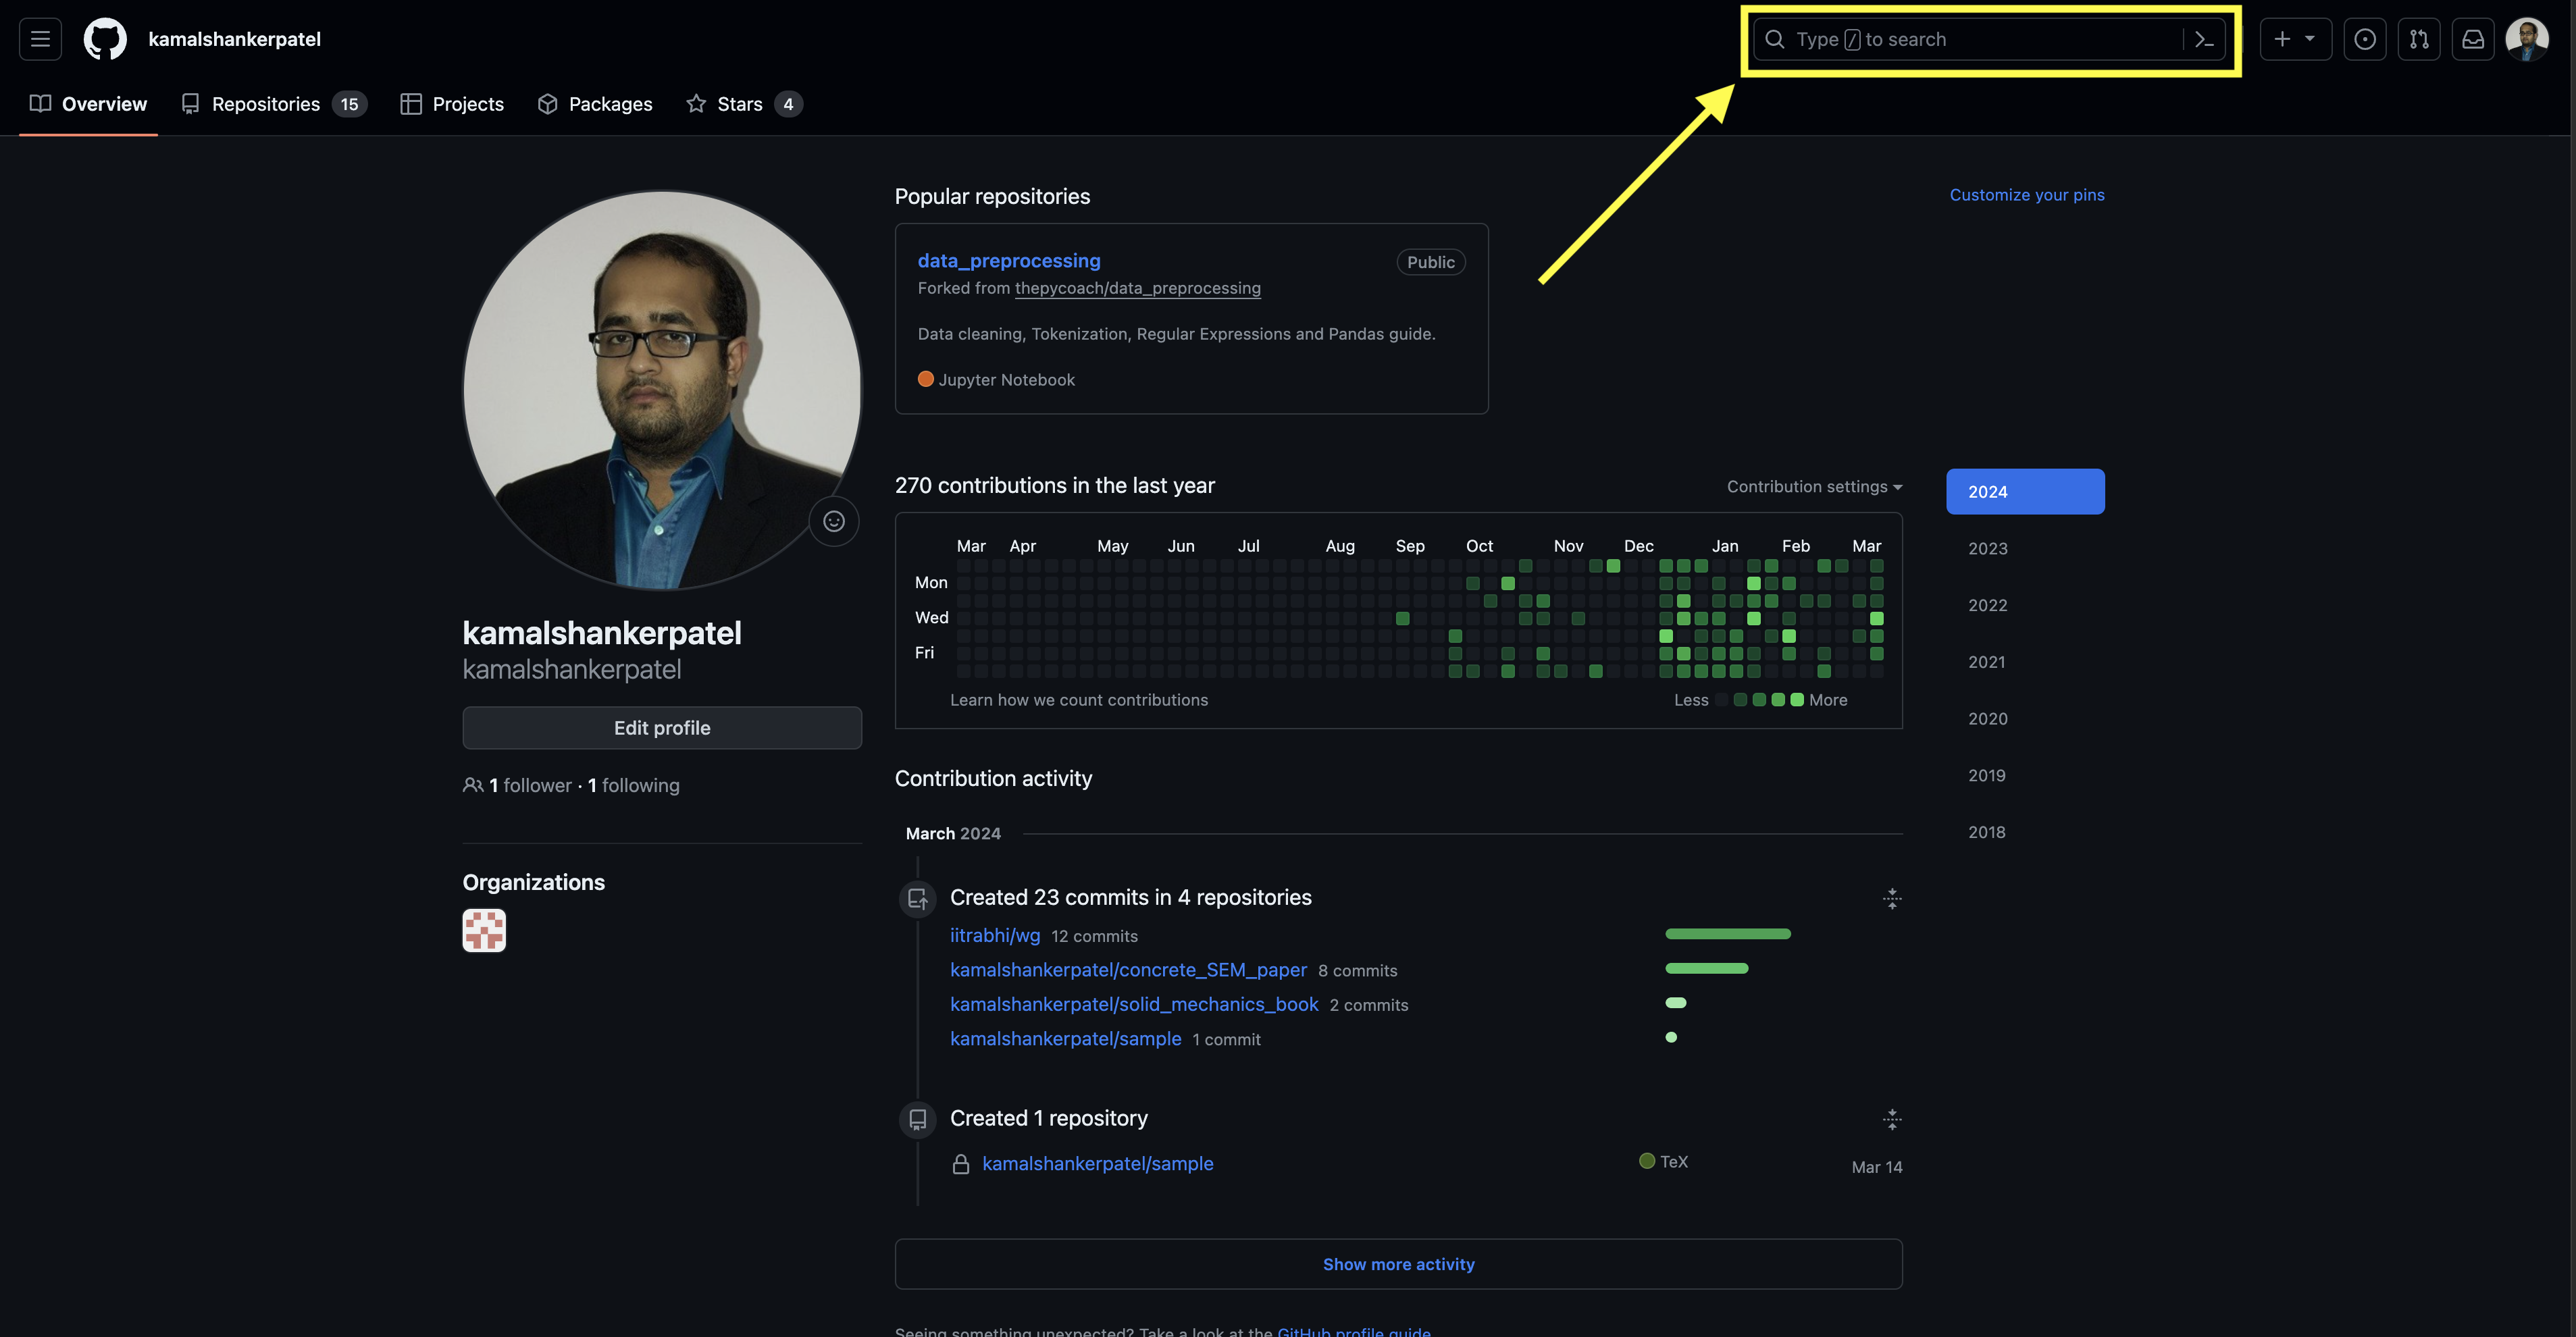 kamalshankerpatel
Type / to search
Overview
Repositories 15
Projects
Packages
Stars 4
Popular repositories
Customize your pins
data_preprocessing
Public
Forked from thepycoach/data_preprocessing
Data cleaning, Tokenization, Regular Expressions and Pandas guide.
Jupyter Notebook
kamalshankerpatel
kamalshankerpatel
Edit profile
1 follower · 1 following
Organizations
270 contributions in the last year
Contribution settings
Mar Apr May Jun Jul Aug Sep Oct Nov Dec Jan Feb Mar
Mon
Wed
Fri
Learn how we count contributions
Less
More
2024
2023
2022
2021
2020
2019
2018
Contribution activity
March 2024
Created 23 commits in 4 repositories
iitrabhi/wg 12 commits
kamalshankerpatel/concrete_SEM_paper 8 commits
kamalshankerpatel/solid_mechanics_book 2 commits
kamalshankerpatel/sample 1 commit
Created 1 repository
kamalshankerpatel/sample
TeX
Mar 14
Show more activity
Seeing something unexpected? Take a look at the GitHub profile guide